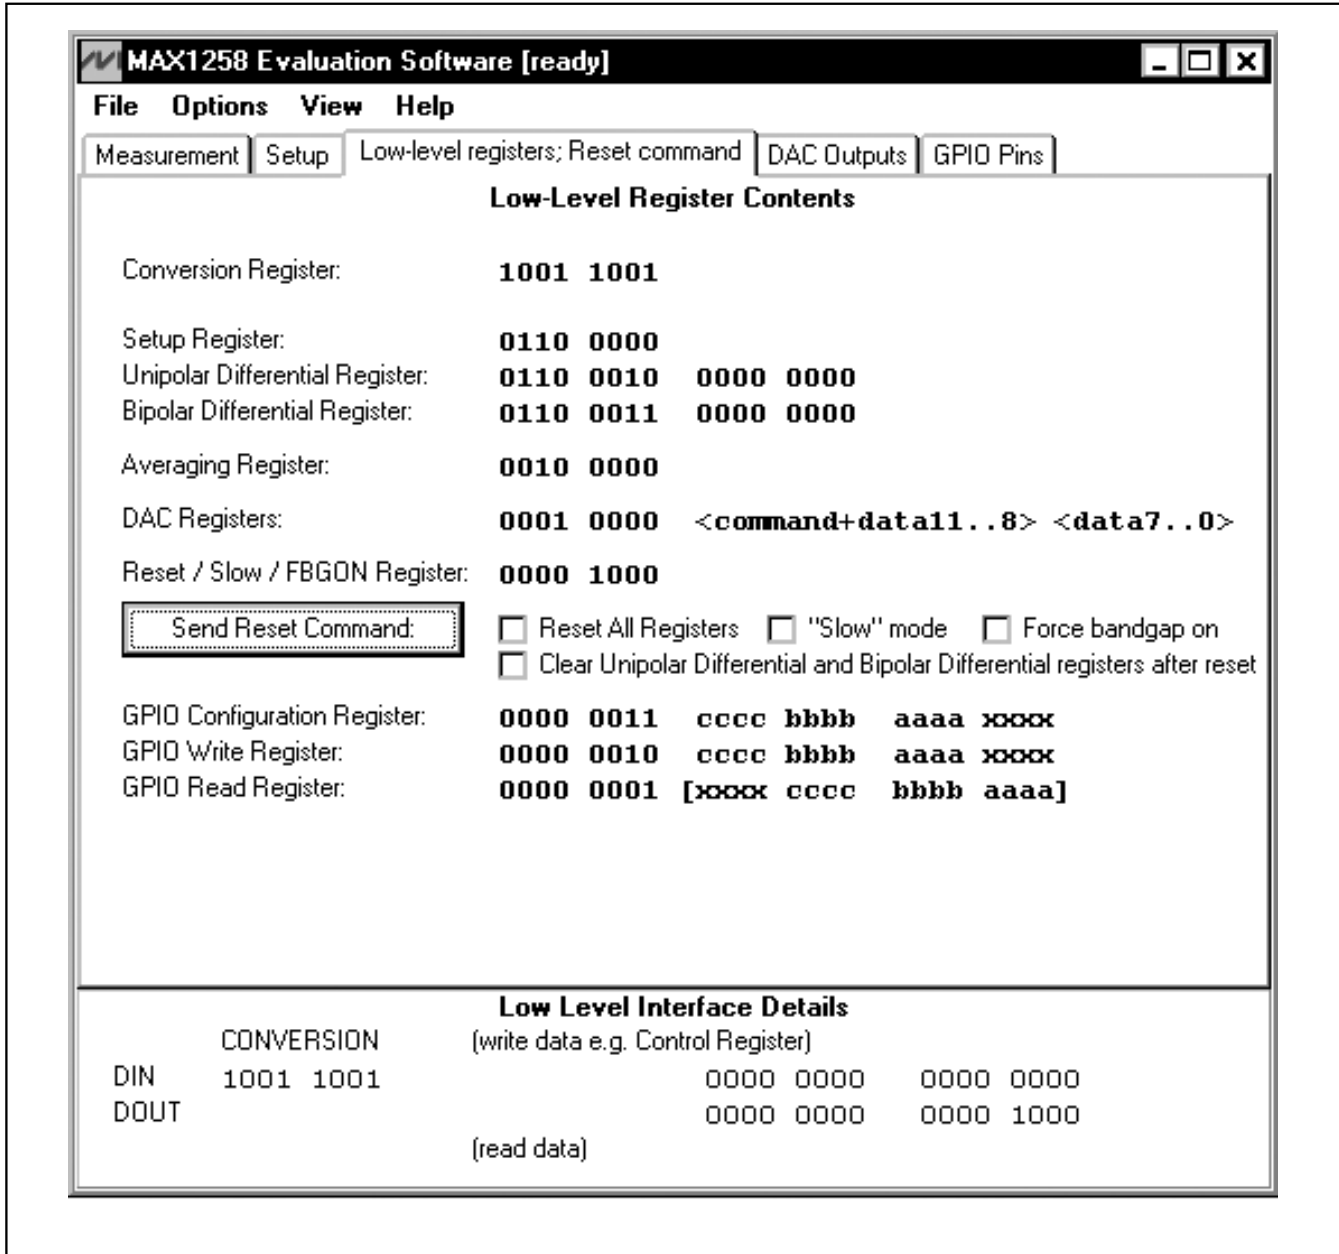 MAX1258 Evaluation Software [ready]
File Options View Help
Measurement Setup Low-level registers; Reset command DAC Outputs GPIO Pins
Low-Level Register Contents
Conversion Register: 1001 1001
Setup Register: 0110 0000
Unipolar Differential Register: 0110 0010 0000 0000
Bipolar Differential Register: 0110 0011 0000 0000
Averaging Register: 0010 0000
DAC Registers: 0001 0000 <command+data11..8> <data7..0>
Reset / Slow / FBGON Register: 0000 1000
Send Reset Command: Reset All Registers "Slow" mode Force bandgap on
Clear Unipolar Differential and Bipolar Differential registers after reset
GPIO Configuration Register: 0000 0011 cccc bbbb aaaa xxxx
GPIO Write Register: 0000 0010 cccc bbbb aaaa xxxx
GPIO Read Register: 0000 0001 [xxxx cccc bbbb aaaa]
Low Level Interface Details
CONVERSION (write data e.g. Control Register)
DIN 1001 1001 0000 0000 0000 0000
DOUT 0000 0000 0000 1000
(read data)